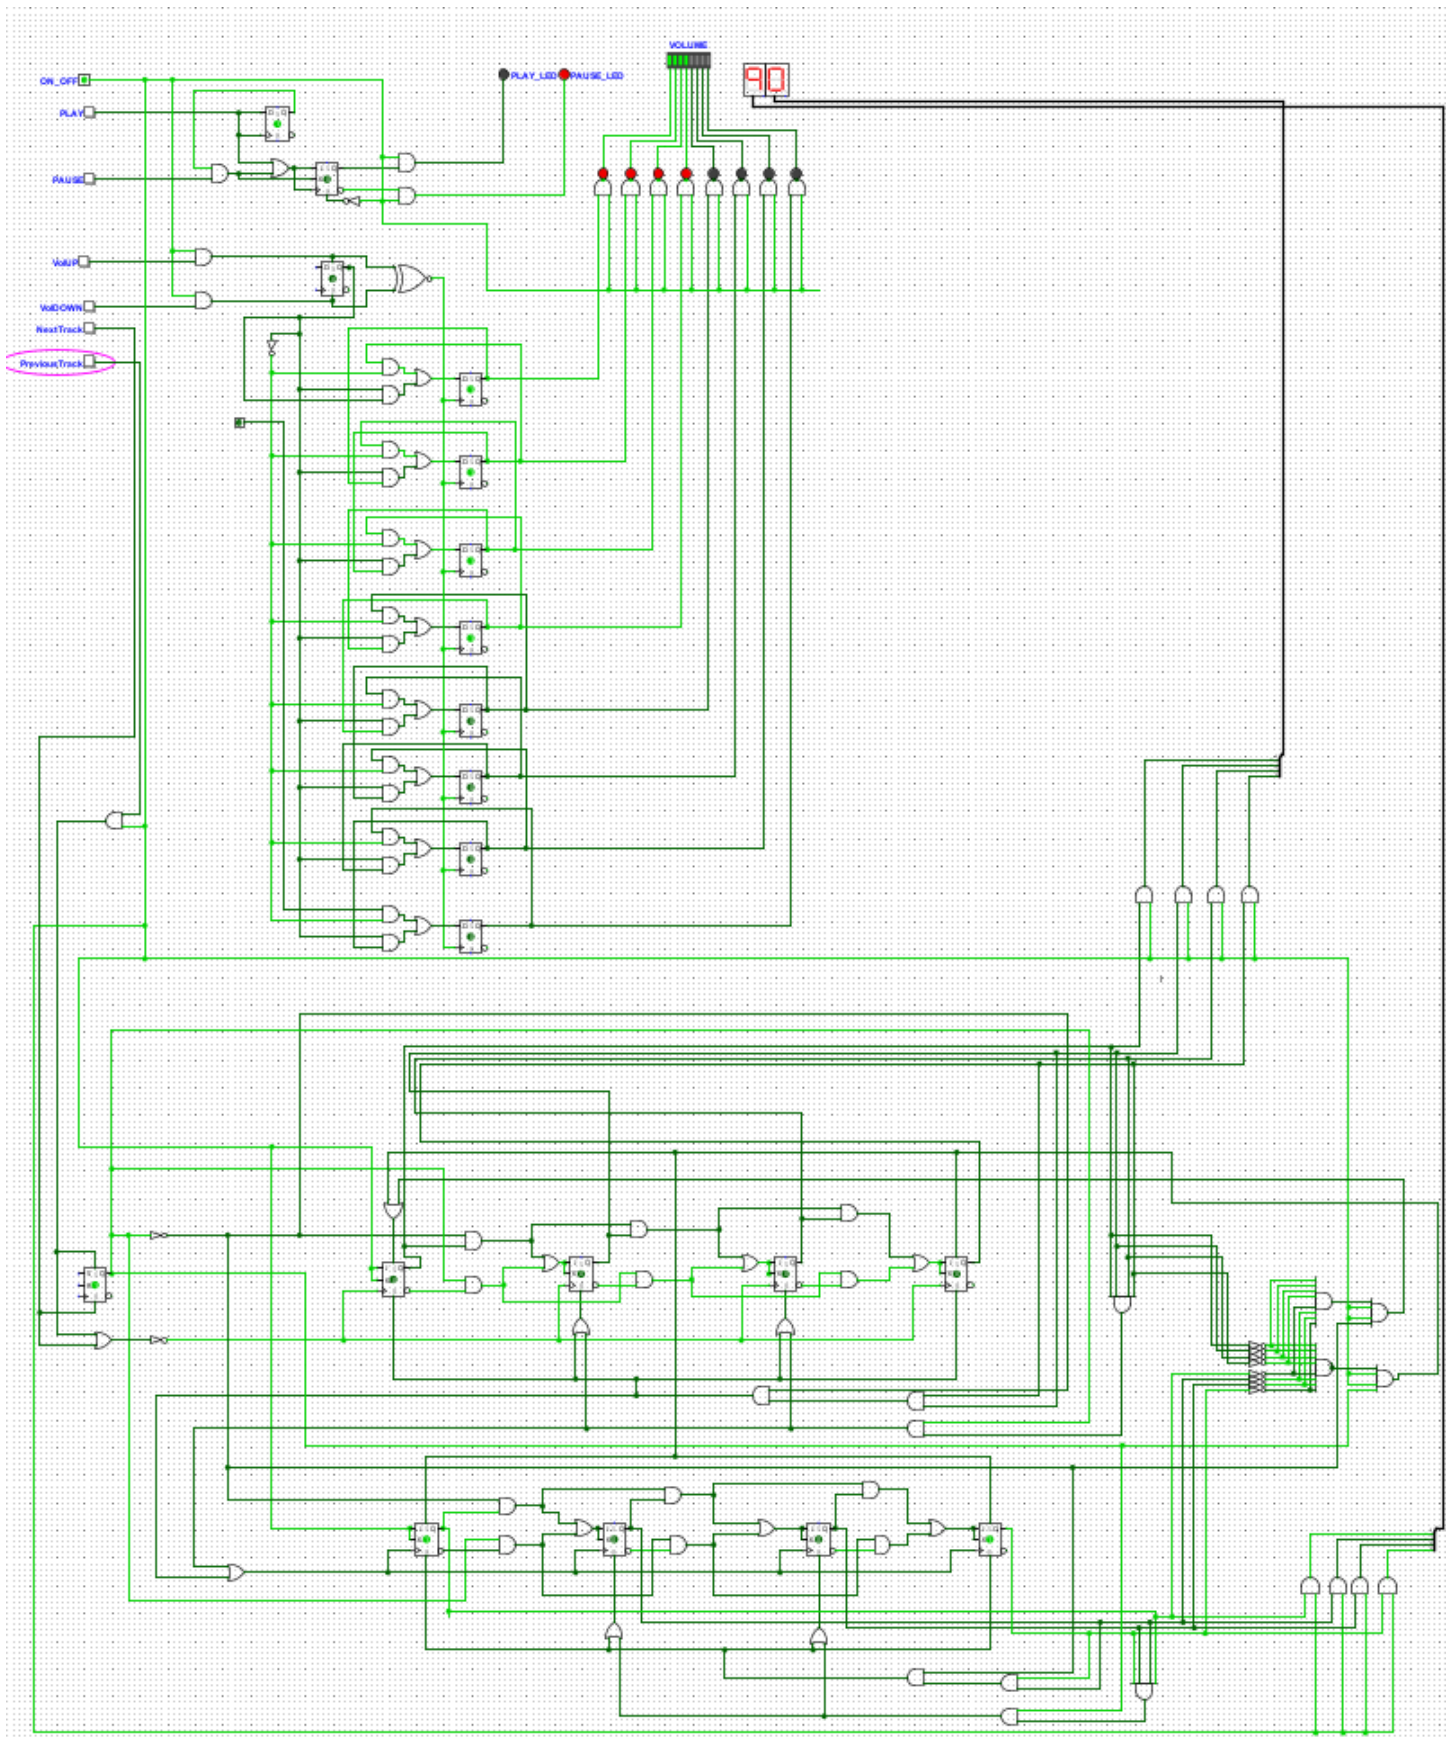 VOLUME
ON_OFF
PLAY_LED
PAUSE_LED
90
PLAY
PAUSE
VolUP
VolDOWN
NextTrack
PreviousTrack